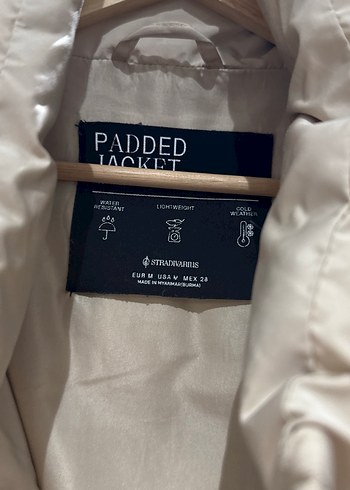 PADDED
JACKET
WATER RESISTANT
LIGHTWEIGHT
COLD WEATHER
STRADIVARIUS
EUR M USA M MEX 28
MADE IN MYANMAR(BURMA)